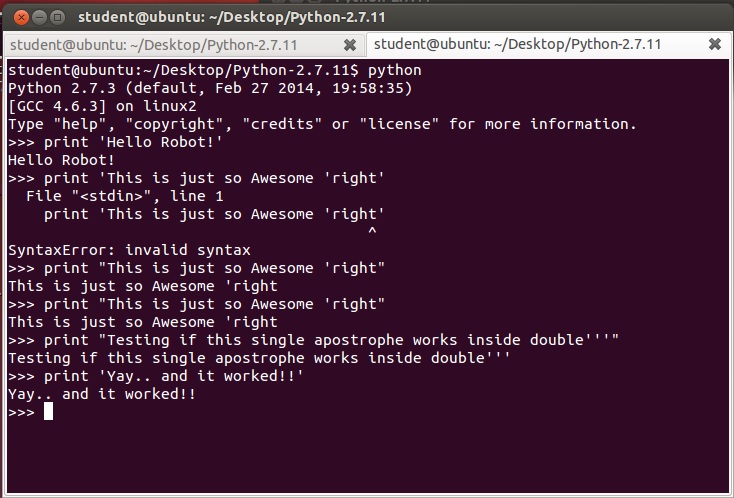 student@ubuntu: ~/Desktop/Python-2.7.11
student@ubuntu: ~/Desktop/Python-2.7.11 student@ubuntu: ~/Desktop/Python-2.7.11
student@ubuntu:~/Desktop/Python-2.7.11$ python
Python 2.7.3 (default, Feb 27 2014, 19:58:35)
[GCC 4.6.3] on linux2
Type "help", "copyright", "credits" or "license" for more information.
>>> print 'Hello Robot!'
Hello Robot!
>>> print 'This is just so Awesome 'right'
  File "<stdin>", line 1
    print 'This is just so Awesome 'right'
                                        ^
SyntaxError: invalid syntax
>>> print "This is just so Awesome 'right"
This is just so Awesome 'right
>>> print "This is just so Awesome 'right"
This is just so Awesome 'right
>>> print "Testing if this single apostrophe works inside double'''"
Testing if this single apostrophe works inside double'''
>>> print 'Yay.. and it worked!!'
Yay.. and it worked!!
>>>